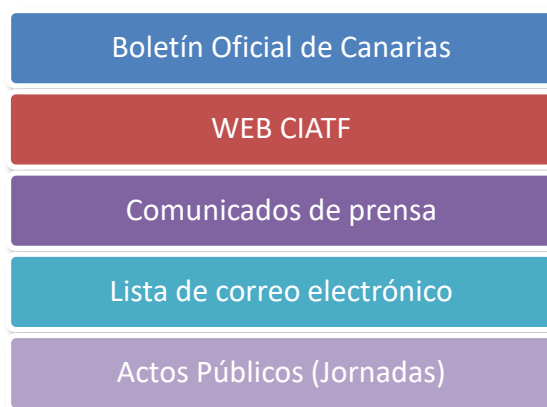 Boletín Oficial de Canarias
WEB CIATF
Comunicados de prensa
Lista de correo electrónico
Actos Públicos (Jornadas)